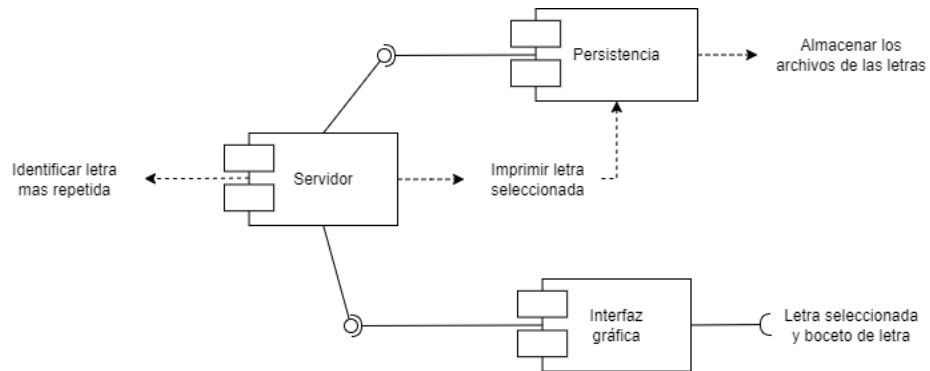 Persistencia
Almacenar los
archivos de las letras
Identificar letra
mas repetida
Servidor
Imprimir letra
seleccionada
Interfaz
gráfica
Letra seleccionada
y boceto de letra